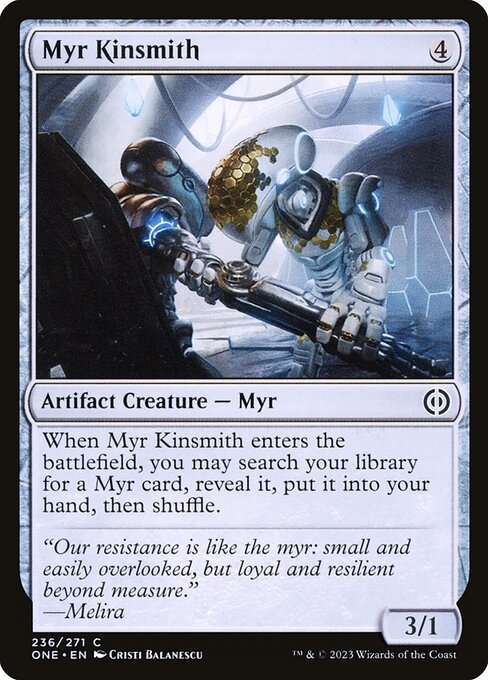 Myr Kinsmith 4
Artifact Creature — Myr
When Myr Kinsmith enters the
battlefield, you may search your library
for a Myr card, reveal it, put it into your
hand, then shuffle.
“Our resistance is like the myr: small and
easily overlooked, but loyal and resilient
beyond measure.”
—Melira
3/1
236/271 C
ONE • EN Cristi Balanescu ™ & © 2023 Wizards of the Coast